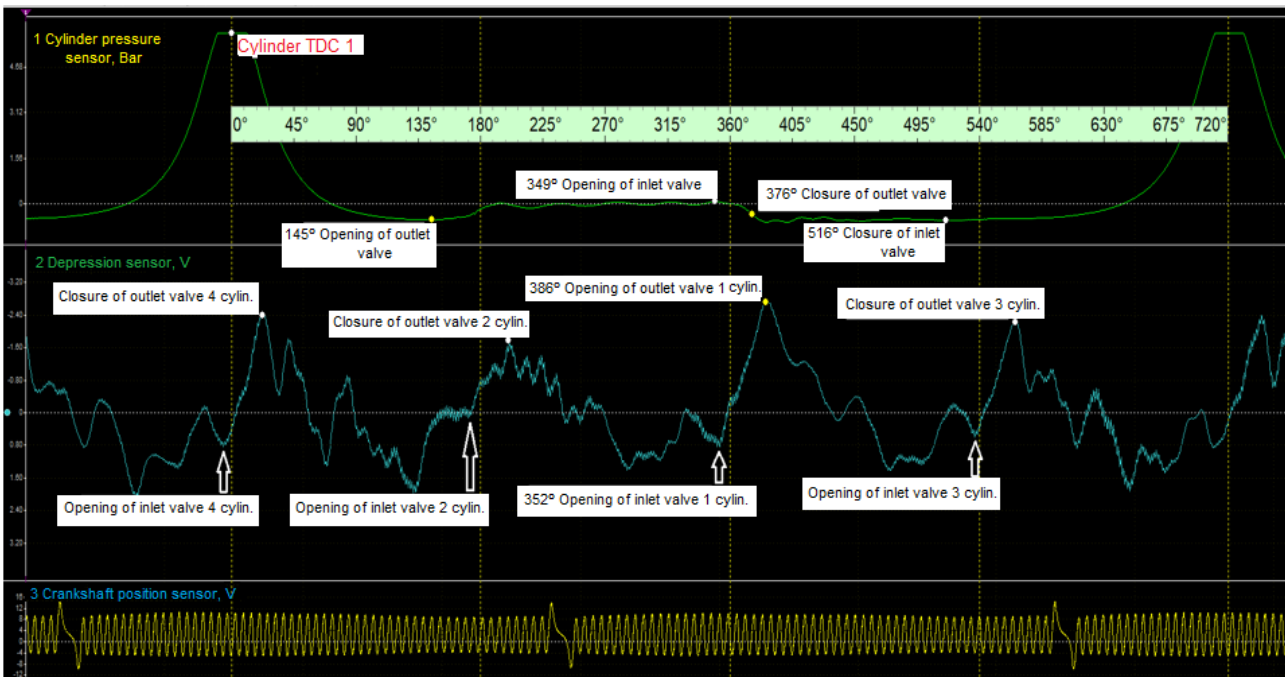 1 Cylinder pressure
sensor, Bar
Cylinder TDC 1
4.68
3.12
1.56
0
0° 45° 90° 135° 180° 225° 270° 315° 360° 405° 450° 495° 540° 585° 630° 675° 720°
349° Opening of inlet valve
376° Closure of outlet valve
145° Opening of outlet
valve
516° Closure of inlet
valve
2 Depression sensor, V
-3.20
-2.40
-1.60
-0.80
0
0.80
1.60
2.40
3.20
Closure of outlet valve 4 cylin.
Closure of outlet valve 2 cylin.
386° Opening of outlet valve 1 cylin.
Closure of outlet valve 3 cylin.
Opening of inlet valve 4 cylin.
Opening of inlet valve 2 cylin.
352° Opening of inlet valve 1 cylin.
Opening of inlet valve 3 cylin.
3 Crankshaft position sensor, V
16
12
8
4
0
-4
-8
-12